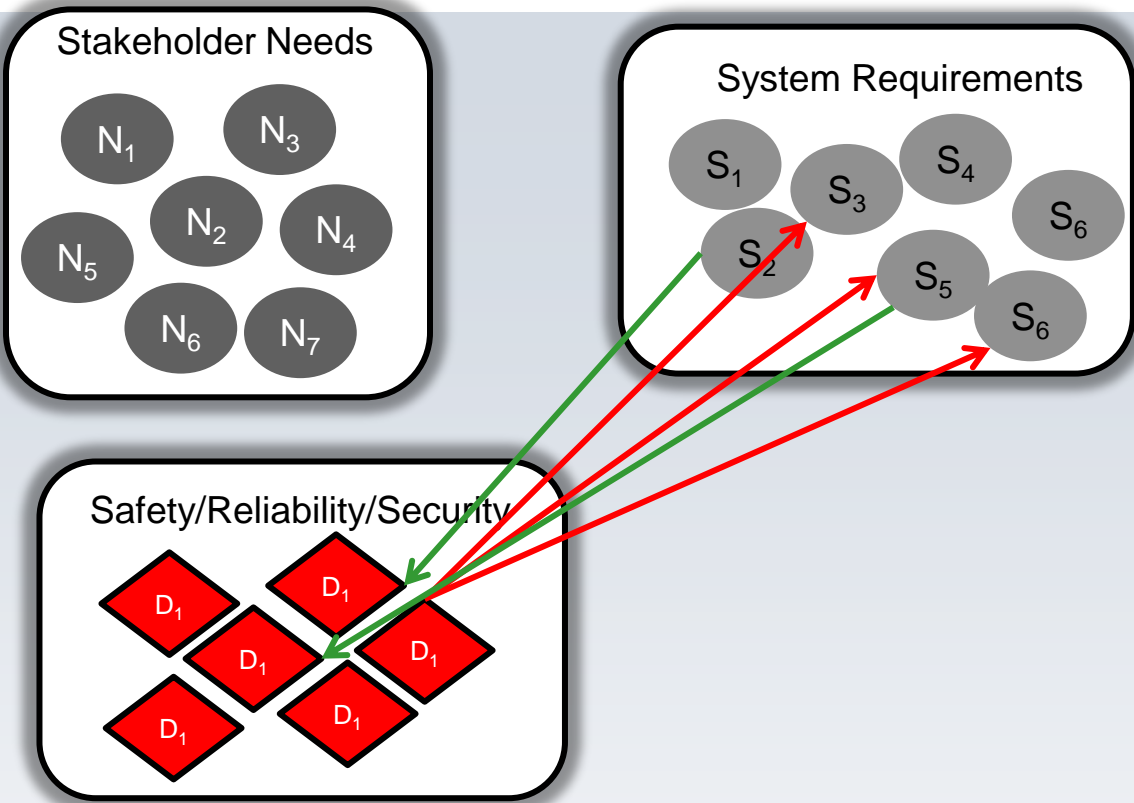 Stakeholder Needs
N₁
N₃
N₂
N₄
N₅
N₆
N₇
System Requirements
S₁
S₃
S₄
S₆
S₂
S₅
S₆
Safety/Reliability/Security
D₁
D₁
D₁
D₁
D₁
D₁